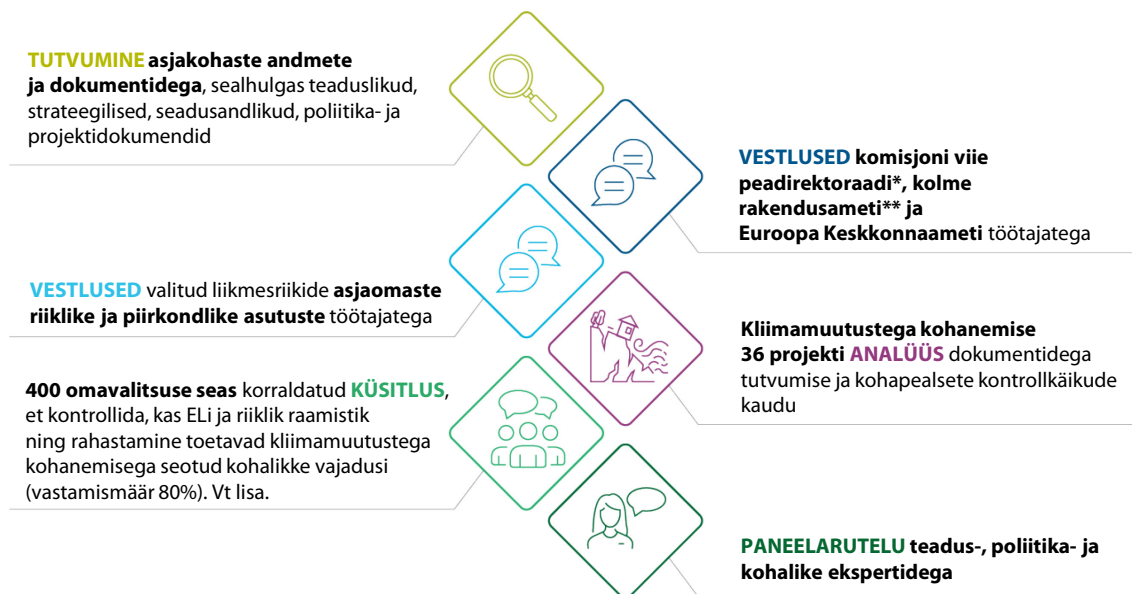 TUTVUMINE asjakohaste andmete
ja dokumentidega, sealhulgas teaduslikud,
strateegilised, seadusandlikud, poliitika- ja
projektidokumendid
VESTLUSED komisjoni viie
peadirektoraadi*, kolme
rakendusameti** ja
Euroopa Keskkonnaameti töötajatega
VESTLUSED valitud liikmesriikide asjaomaste
riiklike ja piirkondlike asutuste töötajatega
Kliimamuutustega kohanemise
36 projekti ANALÜÜS dokumentidega
tutvumise ja kohapealsete kontrollkäikude
kaudu
400 omavalitsuse seas korraldatud KÜSITLUS,
et kontrollida, kas ELi ja riiklik raamistik
ning rahastamine toetavad kliimamuutustega
kohanemisega seotud kohalikke vajadusi
(vastamismäär 80%). Vt lisa.
PANEELARUTELU teadus-, poliitika- ja
kohalike ekspertidega